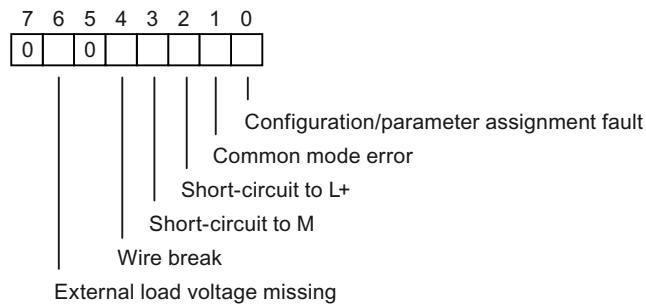 7 6 5 4 3 2 1 0
0 0
Configuration/parameter assignment fault
Common mode error
Short-circuit to L+
Short-circuit to M
Wire break
External load voltage missing